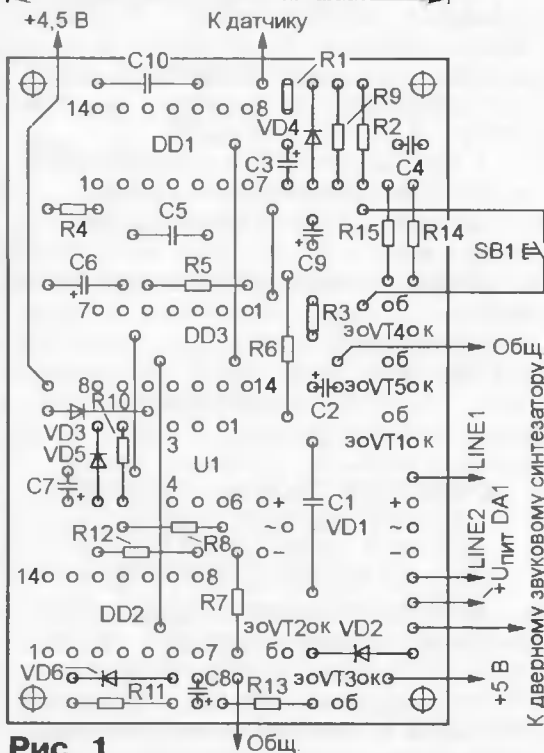 +4,5 В
К датчику
C10
R1
14
8
R9
VD4
R2
DD1
C3
+
C4
1
7
R4
C5
C9
R15
R14
SB1
C6
+
R5
7
1
R3
б
DD3
э VT4 к
R6
Общ.
б
8
14
+
C2
э VT5 к
R10
б
VD3
3
1
э VT1 к
VD5
U1
LINE1
C7
+
4
6
+
C1
+
~
VD1
~
R12
R8
−
−
LINE2
14
8
+Uпит DA1
R7
DD2
э VT2 к
VD2
1
7
б
VD6
C8
+
э VT3 к
+5 В
R11
R13
б
К дверному звуковому синтезатору
Рис. 1
Общ.